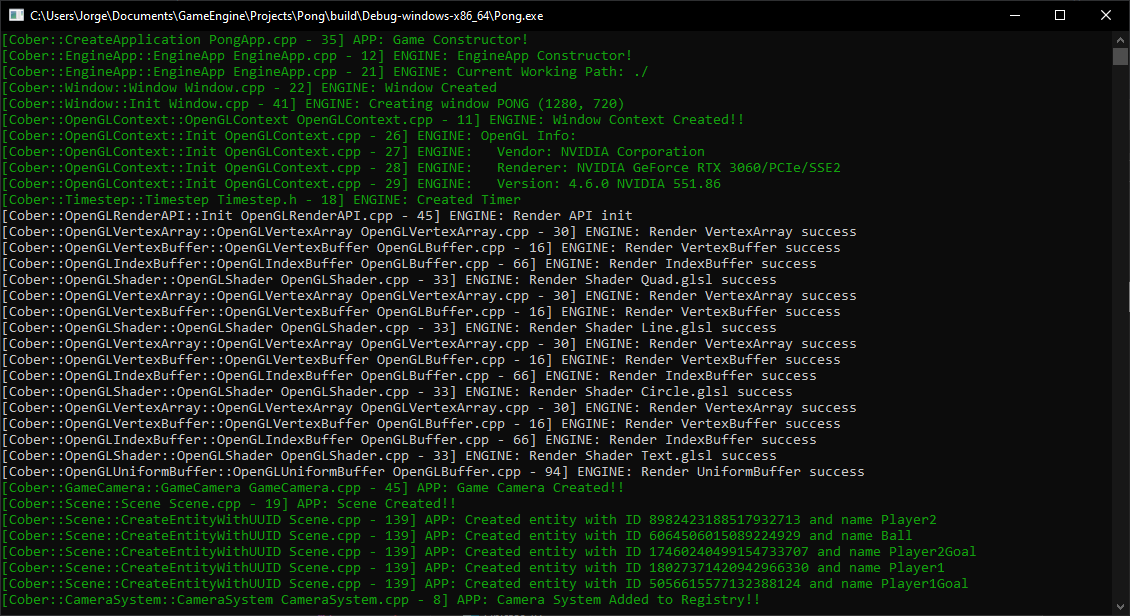 C:\Users\Jorge\Documents\GameEngine\Projects\Pong\build\Debug-windows-x86_64\Pong.exe
[Cober::CreateApplication PongApp.cpp - 35] APP: Game Constructor!
[Cober::EngineApp::EngineApp EngineApp.cpp - 12] ENGINE: EngineApp Constructor!
[Cober::EngineApp::EngineApp EngineApp.cpp - 21] ENGINE: Current Working Path: ./
[Cober::Window::Window Window.cpp - 22] ENGINE: Window Created
[Cober::Window::Init Window.cpp - 41] ENGINE: Creating window PONG (1280, 720)
[Cober::OpenGLContext::OpenGLContext OpenGLContext.cpp - 11] ENGINE: Window Context Created!!
[Cober::OpenGLContext::Init OpenGLContext.cpp - 26] ENGINE: OpenGL Info:
[Cober::OpenGLContext::Init OpenGLContext.cpp - 27] ENGINE:   Vendor: NVIDIA Corporation
[Cober::OpenGLContext::Init OpenGLContext.cpp - 28] ENGINE:   Renderer: NVIDIA GeForce RTX 3060/PCIe/SSE2
[Cober::OpenGLContext::Init OpenGLContext.cpp - 29] ENGINE:   Version: 4.6.0 NVIDIA 551.86
[Cober::Timestep::Timestep Timestep.h - 18] ENGINE: Created Timer
[Cober::OpenGLRenderAPI::Init OpenGLRenderAPI.cpp - 45] ENGINE: Render API init
[Cober::OpenGLVertexArray::OpenGLVertexArray OpenGLVertexArray.cpp - 30] ENGINE: Render VertexArray success
[Cober::OpenGLVertexBuffer::OpenGLVertexBuffer OpenGLBuffer.cpp - 16] ENGINE: Render VertexBuffer success
[Cober::OpenGLIndexBuffer::OpenGLIndexBuffer OpenGLBuffer.cpp - 66] ENGINE: Render IndexBuffer success
[Cober::OpenGLShader::OpenGLShader OpenGLShader.cpp - 33] ENGINE: Render Shader Quad.glsl success
[Cober::OpenGLVertexArray::OpenGLVertexArray OpenGLVertexArray.cpp - 30] ENGINE: Render VertexArray success
[Cober::OpenGLVertexBuffer::OpenGLVertexBuffer OpenGLBuffer.cpp - 16] ENGINE: Render VertexBuffer success
[Cober::OpenGLShader::OpenGLShader OpenGLShader.cpp - 33] ENGINE: Render Shader Line.glsl success
[Cober::OpenGLVertexArray::OpenGLVertexArray OpenGLVertexArray.cpp - 30] ENGINE: Render VertexArray success
[Cober::OpenGLVertexBuffer::OpenGLVertexBuffer OpenGLBuffer.cpp - 16] ENGINE: Render VertexBuffer success
[Cober::OpenGLIndexBuffer::OpenGLIndexBuffer OpenGLBuffer.cpp - 66] ENGINE: Render IndexBuffer success
[Cober::OpenGLShader::OpenGLShader OpenGLShader.cpp - 33] ENGINE: Render Shader Circle.glsl success
[Cober::OpenGLVertexArray::OpenGLVertexArray OpenGLVertexArray.cpp - 30] ENGINE: Render VertexArray success
[Cober::OpenGLVertexBuffer::OpenGLVertexBuffer OpenGLBuffer.cpp - 16] ENGINE: Render VertexBuffer success
[Cober::OpenGLIndexBuffer::OpenGLIndexBuffer OpenGLBuffer.cpp - 66] ENGINE: Render IndexBuffer success
[Cober::OpenGLShader::OpenGLShader OpenGLShader.cpp - 33] ENGINE: Render Shader Text.glsl success
[Cober::OpenGLUniformBuffer::OpenGLUniformBuffer OpenGLBuffer.cpp - 94] ENGINE: Render UniformBuffer success
[Cober::GameCamera::GameCamera GameCamera.cpp - 45] APP: Game Camera Created!!
[Cober::Scene::Scene Scene.cpp - 19] APP: Scene Created!!
[Cober::Scene::CreateEntityWithUUID Scene.cpp - 139] APP: Created entity with ID 8982423188517932713 and name Player2
[Cober::Scene::CreateEntityWithUUID Scene.cpp - 139] APP: Created entity with ID 6064506015089224929 and name Ball
[Cober::Scene::CreateEntityWithUUID Scene.cpp - 139] APP: Created entity with ID 17460240499154733707 and name Player2Goal
[Cober::Scene::CreateEntityWithUUID Scene.cpp - 139] APP: Created entity with ID 18027371420942966330 and name Player1
[Cober::Scene::CreateEntityWithUUID Scene.cpp - 139] APP: Created entity with ID 5056615577132388124 and name Player1Goal
[Cober::CameraSystem::CameraSystem CameraSystem.cpp - 8] APP: Camera System Added to Registry!!